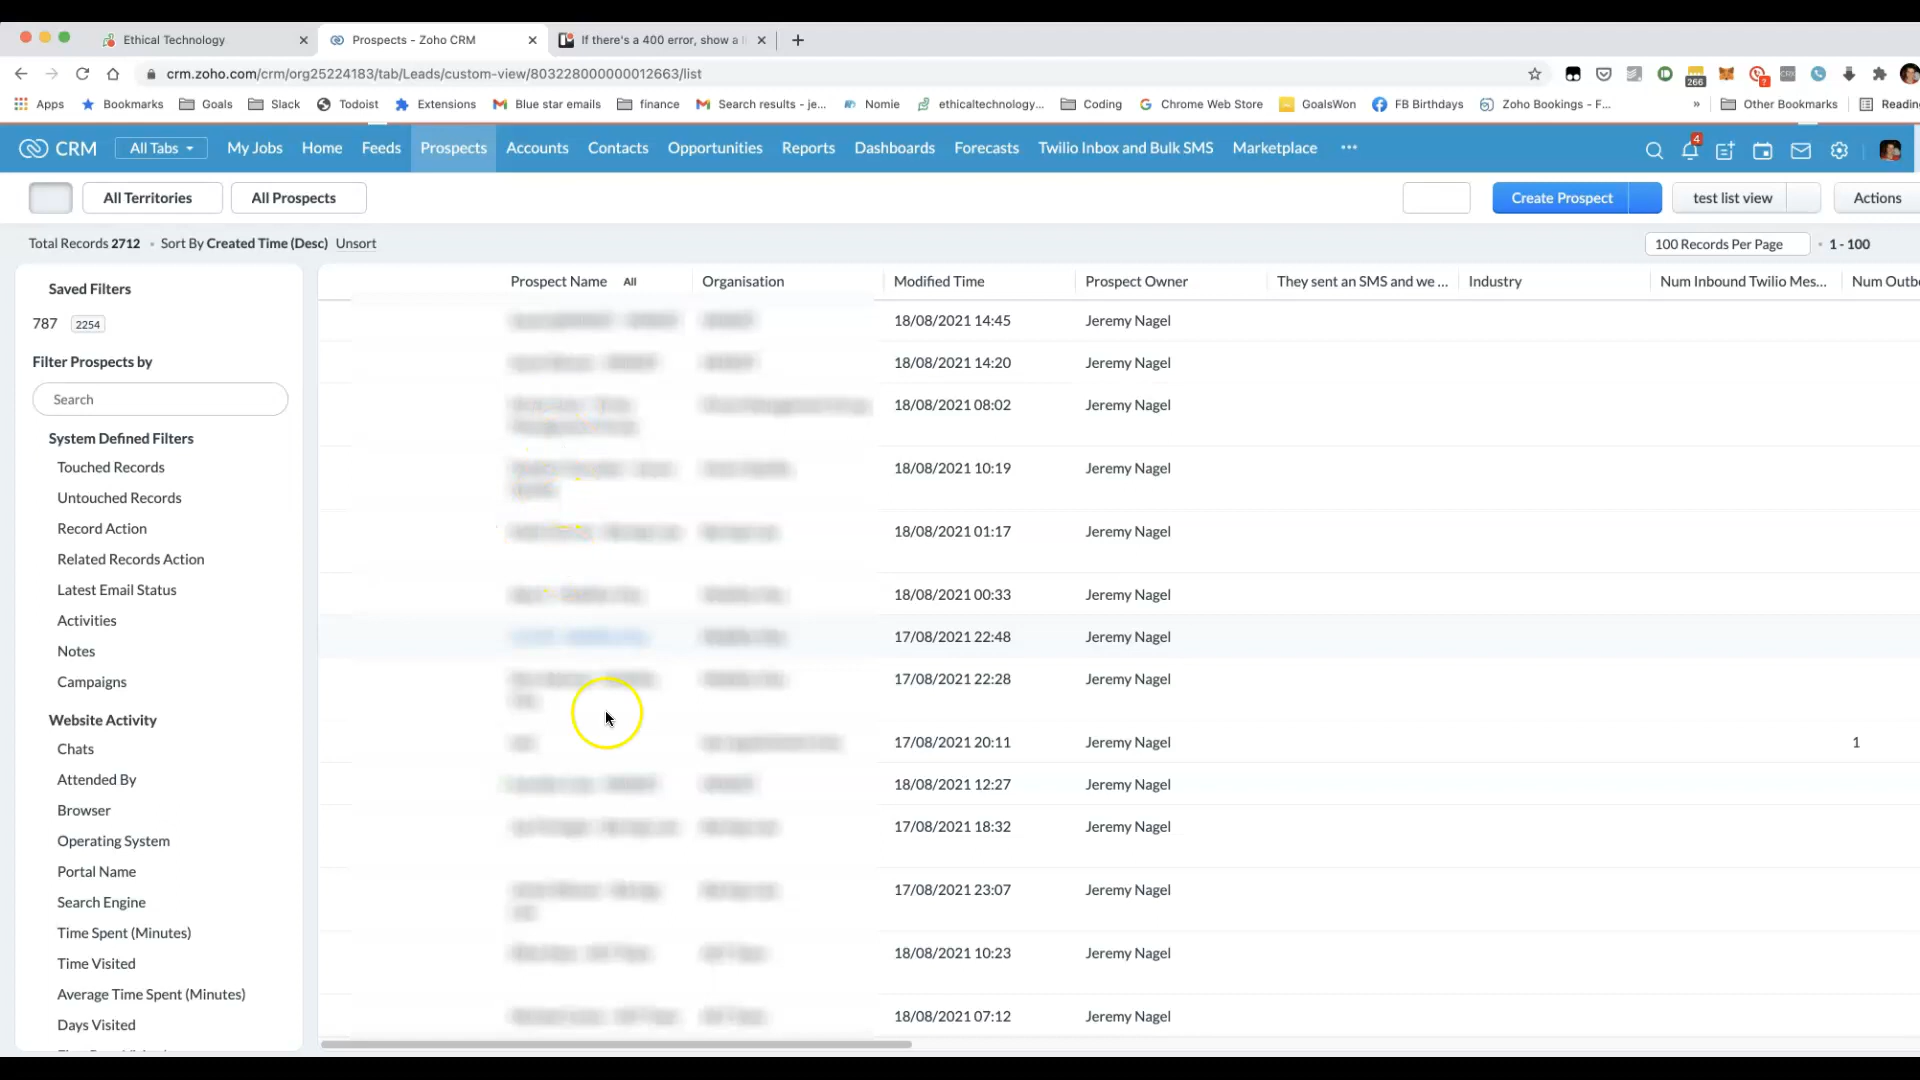 Ethical Technology
Prospects - Zoho CRM
If there's a 400 error, show a l
crm.zoho.com/crm/org25224183/tab/Leads/custom-view/803228000000012663/list
266
Apps
Bookmarks
Goals
Slack
Todoist
Extensions
Blue star emails
finance
Search results - je...
Nomie
ethicaltechnology...
Coding
Chrome Web Store
GoalsWon
FB Birthdays
Zoho Bookings - F...
»
Other Bookmarks
Reading
CRM
All Tabs
My Jobs
Home
Feeds
Prospects
Accounts
Contacts
Opportunities
Reports
Dashboards
Forecasts
Twilio Inbox and Bulk SMS
Marketplace
4
All Territories
All Prospects
Create Prospect
test list view
Actions
Total Records 2712 • Sort By Created Time (Desc) Unsort
100 Records Per Page
• 1 - 100
Saved Filters
787 2254
Filter Prospects by
Search
System Defined Filters
Touched Records
Untouched Records
Record Action
Related Records Action
Latest Email Status
Activities
Notes
Campaigns
Website Activity
Chats
Attended By
Browser
Operating System
Portal Name
Search Engine
Time Spent (Minutes)
Time Visited
Average Time Spent (Minutes)
Days Visited
Prospect Name All Organisation Modified Time Prospect Owner They sent an SMS and we ... Industry Num Inbound Twilio Mes... Num Outbo
18/08/2021 14:45 Jeremy Nagel
18/08/2021 14:20 Jeremy Nagel
18/08/2021 08:02 Jeremy Nagel
18/08/2021 10:19 Jeremy Nagel
18/08/2021 01:17 Jeremy Nagel
18/08/2021 00:33 Jeremy Nagel
17/08/2021 22:48 Jeremy Nagel
17/08/2021 22:28 Jeremy Nagel
17/08/2021 20:11 Jeremy Nagel 1
18/08/2021 12:27 Jeremy Nagel
17/08/2021 18:32 Jeremy Nagel
17/08/2021 23:07 Jeremy Nagel
18/08/2021 10:23 Jeremy Nagel
18/08/2021 07:12 Jeremy Nagel